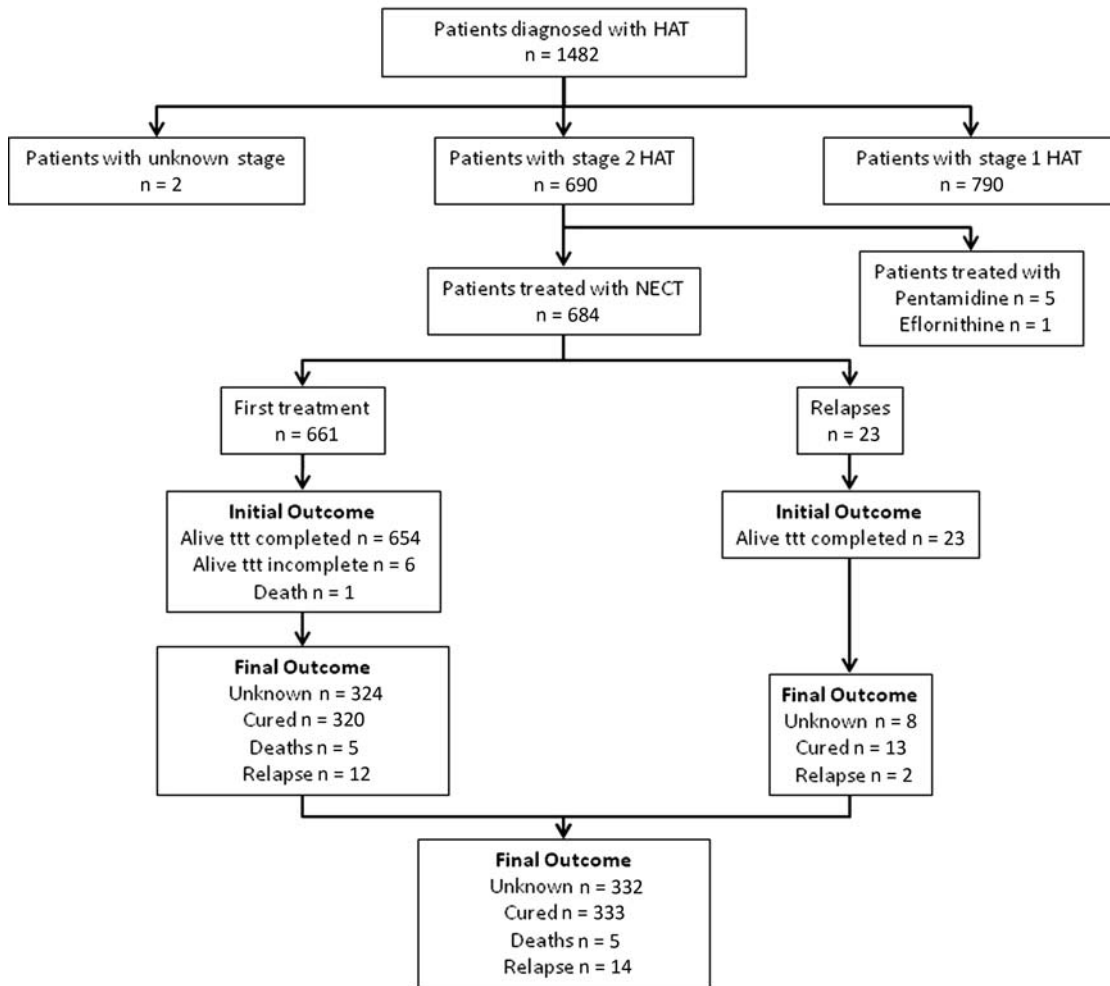 Patients diagnosed with HAT
n = 1482
Patients with unknown stage
n = 2
Patients with stage 2 HAT
n = 690
Patients with stage 1 HAT
n = 790
Patients treated with NECT
n = 684
Patients treated with
Pentamidine n = 5
Eflornithine n = 1
First treatment
n = 661
Relapses
n = 23
Initial Outcome
Alive ttt completed n = 654
Alive ttt incomplete n = 6
Death n = 1
Initial Outcome
Alive ttt completed n = 23
Final Outcome
Unknown n = 324
Cured n = 320
Deaths n = 5
Relapse n = 12
Final Outcome
Unknown n = 8
Cured n = 13
Relapse n = 2
Final Outcome
Unknown n = 332
Cured n = 333
Deaths n = 5
Relapse n = 14